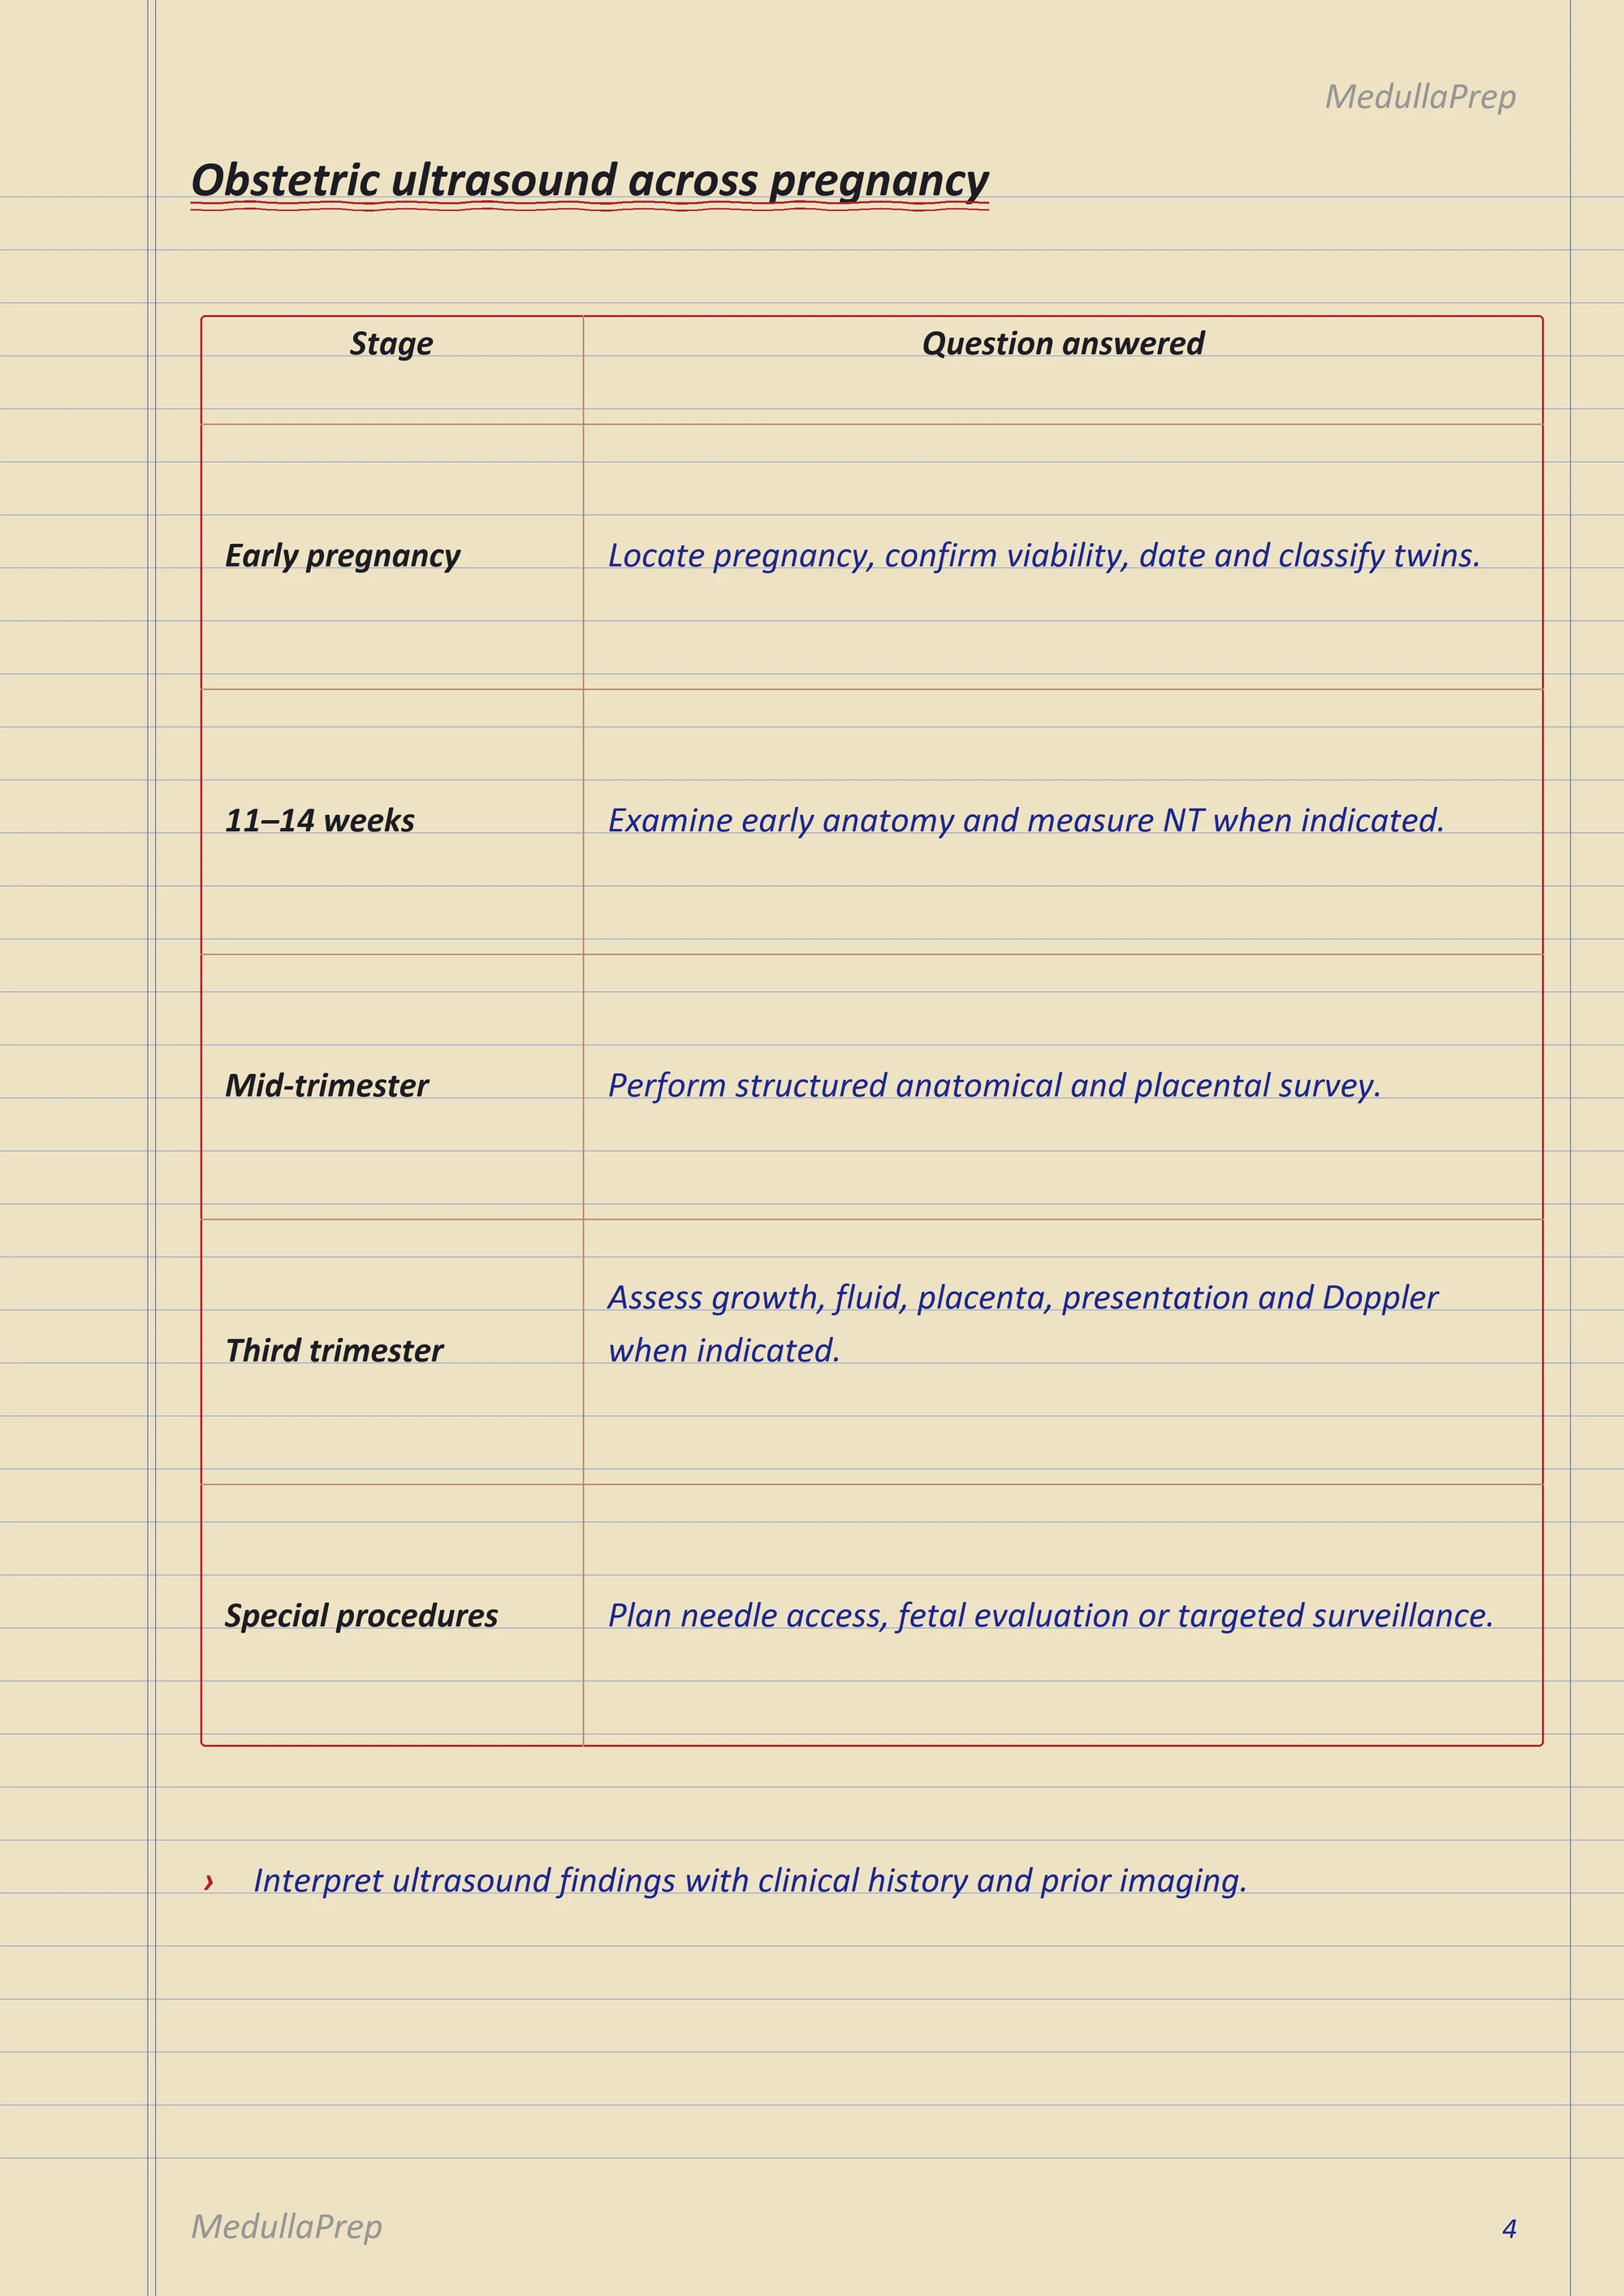 MedullaPrep
Obstetric ultrasound across pregnancy
Stage Question answered
Early pregnancy Locate pregnancy, confirm viability, date and classify twins.
11–14 weeks Examine early anatomy and measure NT when indicated.
Mid-trimester Perform structured anatomical and placental survey.
Assess growth, fluid, placenta, presentation and Doppler
Third trimester when indicated.
Special procedures Plan needle access, fetal evaluation or targeted surveillance.
› Interpret ultrasound findings with clinical history and prior imaging.
MedullaPrep 4